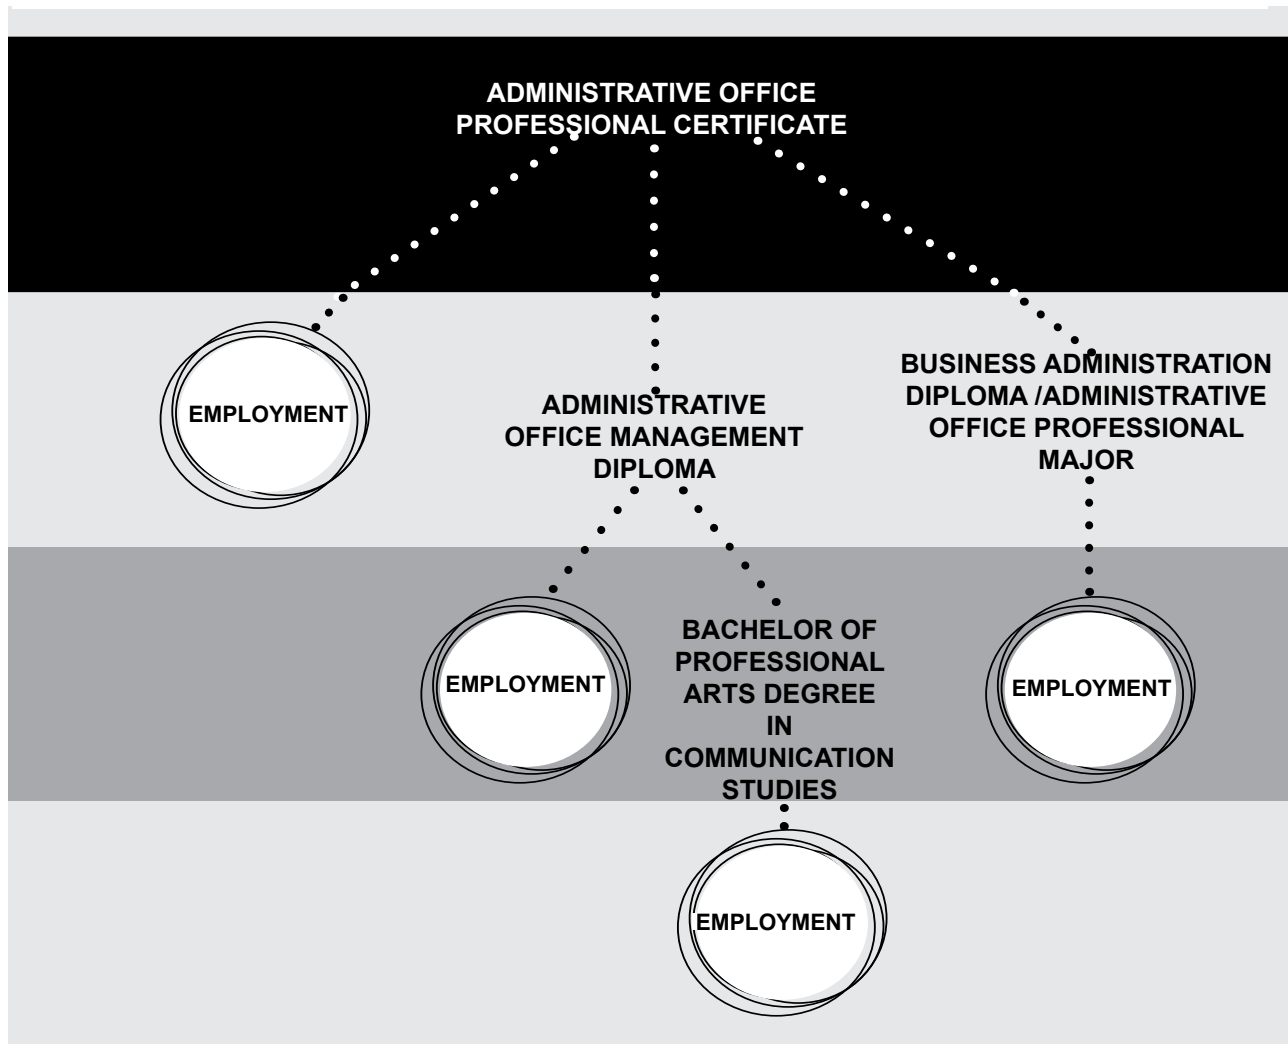 ADMINISTRATIVE OFFICE
PROFESSIONAL CERTIFICATE
EMPLOYMENT
ADMINISTRATIVE
OFFICE MANAGEMENT
DIPLOMA
BUSINESS ADMINISTRATION
DIPLOMA /ADMINISTRATIVE
OFFICE PROFESSIONAL
MAJOR
EMPLOYMENT
BACHELOR OF
PROFESSIONAL
ARTS DEGREE
IN
COMMUNICATION
STUDIES
EMPLOYMENT
EMPLOYMENT